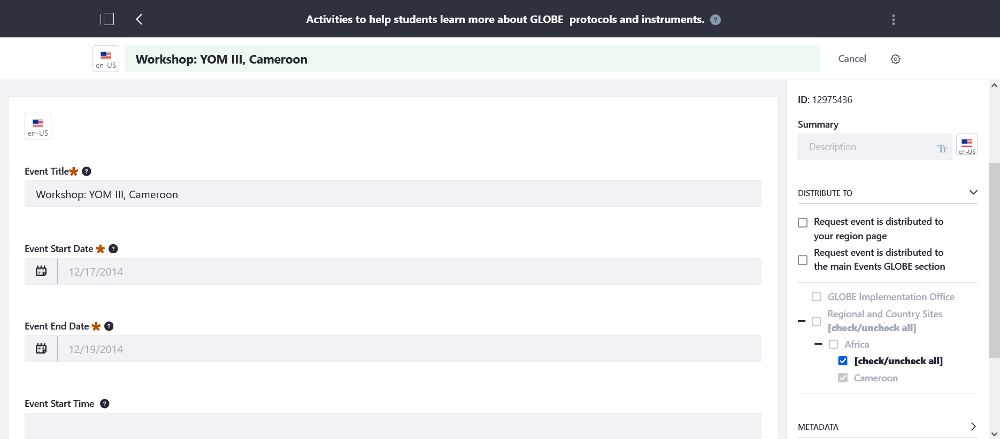 Activities to help students learn more about GLOBE protocols and instruments. ?
en-US
Workshop: YOM III, Cameroon
Cancel
en-US
Event Title* ?
Workshop: YOM III, Cameroon
Event Start Date * ?
12/17/2014
Event End Date * ?
12/19/2014
Event Start Time ?
ID: 12975436
Summary
Description
en-US
DISTRIBUTE TO
Request event is distributed to
your region page
Request event is distributed to
the main Events GLOBE section
GLOBE Implementation Office
Regional and Country Sites
[check/uncheck all]
Africa
[check/uncheck all]
Cameroon
METADATA